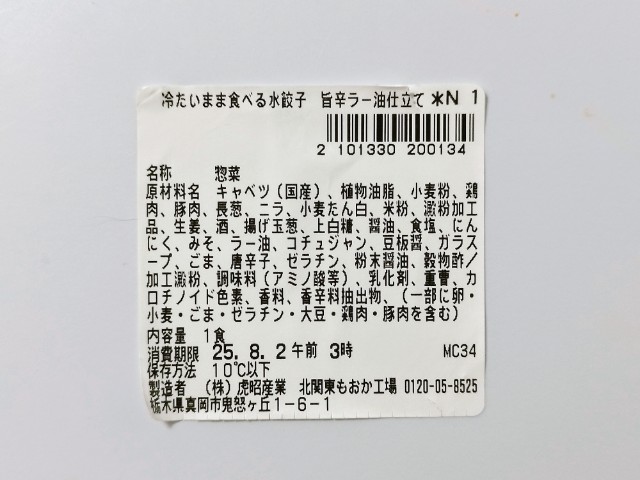 冷たいまま食べる水餃子 旨辛ラー油仕立て *N 1
2 101330 200134
名称 惣菜
原材料名 キャベツ(国産)、植物油脂、小麦粉、鶏
肉、豚肉、長葱、ニラ、小麦たん白、米粉、澱粉加工
品、生姜、酒、揚げ玉葱、上白糖、醤油、食塩、にん
にく、みそ、ラー油、コチュジャン、豆板醤、ガラス
ープ、ごま、唐辛子、ゼラチン、粉末醤油、穀物酢/
加工澱粉、調味料(アミノ酸等)、乳化剤、重曹、カ
ロチノイド色素、香料、香辛料抽出物、(一部に卵・
小麦・ごま・ゼラチン・大豆・鶏肉・豚肉を含む)
内容量 1食
消費期限 25.8.2午前 3時 MC34
保存方法 10℃以下
製造者 (株)虎昭産業 北関東もおか工場 0120-05-8525
栃木県真岡市鬼怒ヶ丘1-6-1